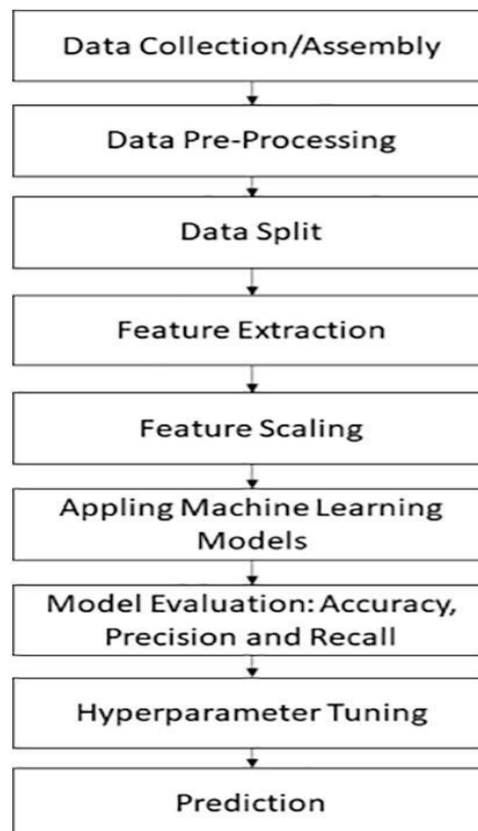 Data Collection/Assembly
Data Pre-Processing
Data Split
Feature Extraction
Feature Scaling
Appling Machine Learning
Models
Model Evaluation: Accuracy,
Precision and Recall
Hyperparameter Tuning
Prediction